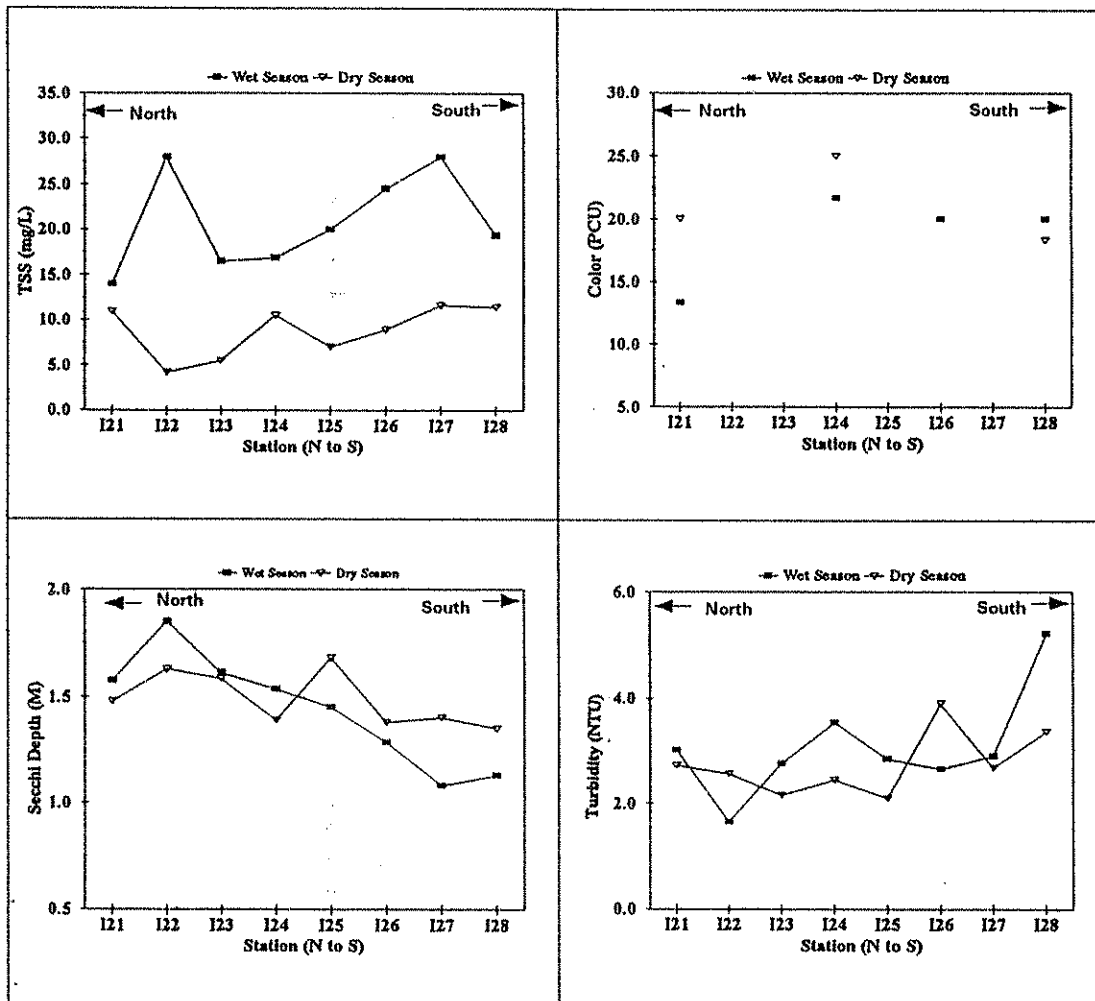 Wet Season Dry Season
35.0
North South
30.0
25.0
20.0
15.0
10.0
5.0
0.0
TSS (mg/L)
I21 I22 I23 I24 I25 I26 I27 I28
Station (N to S)
Wet Season Dry Season
30.0
North South
25.0
20.0
15.0
10.0
5.0
Color (PCU)
I21 I22 I23 I24 I25 I26 I27 I28
Station (N to S)
Wet Season Dry Season
2.0
North South
1.5
1.0
0.5
Secchi Depth (M)
I21 I22 I23 I24 I25 I26 I27 I28
Station (N to S)
Wet Season Dry Season
6.0
North South
4.0
2.0
0.0
Turbidity (NTU)
I21 I22 I23 I24 I25 I26 I27 I28
Station (N to S)